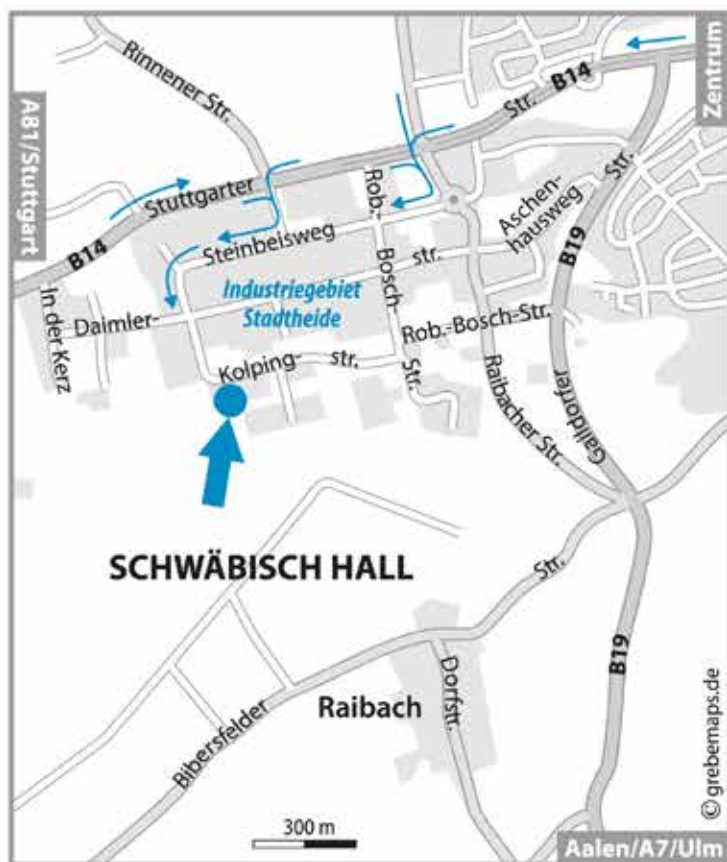 Rinnener Str.
A81/Stuttgart
Zentrum
B14
Str.
Stuttgarter
B14
Rob.-
Bosch-
Str.
Steinbeisweg
Aschen-
hausweg
Str.
B19
Gaildorfer
Industriegebiet
Stadtheide
Daimler-
str.
In der Kerz
Kolping-
str.
Rob.-Bosch-Str.
Raibacher Str.
SCHWÄBISCH HALL
Str.
Bibersfelder
Raibach
Dorfstr.
B19
300 m
© grebemaps.de
Aalen/A7/Ulm